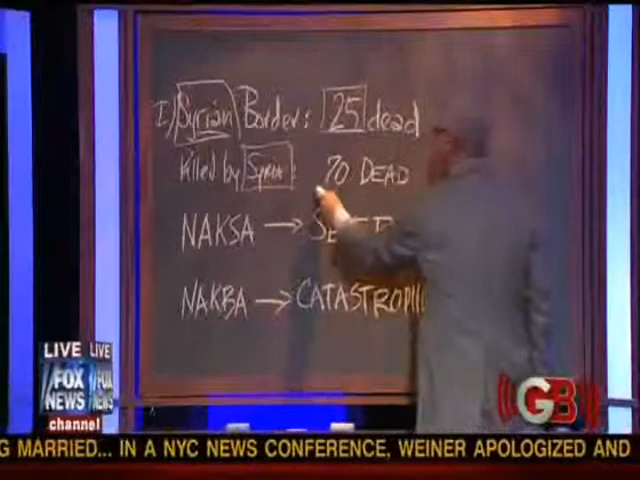 I) Syrian Border: 25 dead
Killed by Syria: 70 DEAD
NAKSA →
NAKBA →
LIVE LIVE
FOX NEWS
channel
GB
G MARRIED... IN A NYC NEWS CONFERENCE, WEINER APOLOGIZED AND